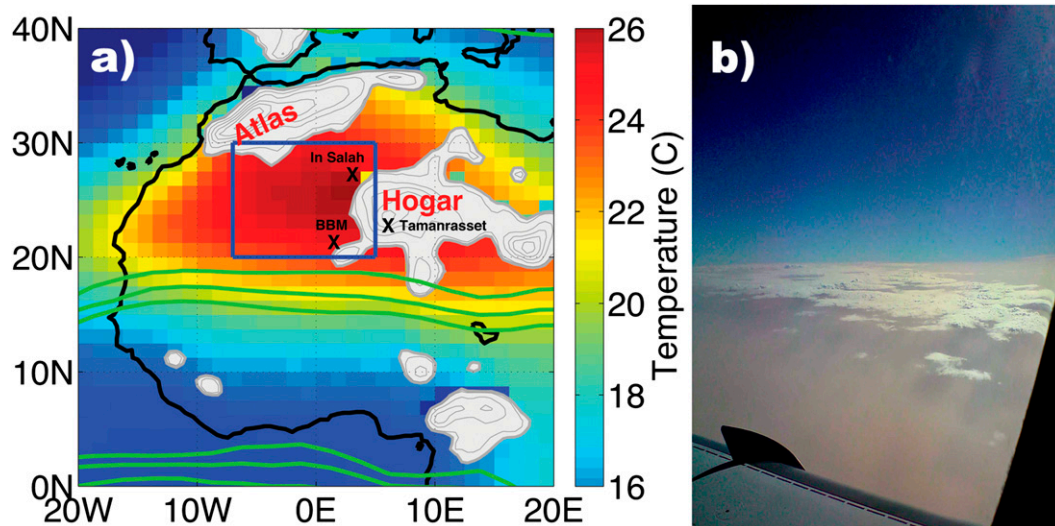 a)
b)
40N
30N
20N
10N
0N
20W
10W
0E
10E
20E
Atlas
In Salah
X
Hogar
BBM
X
X Tamanrasset
26
24
22
20
18
16
Temperature (C)